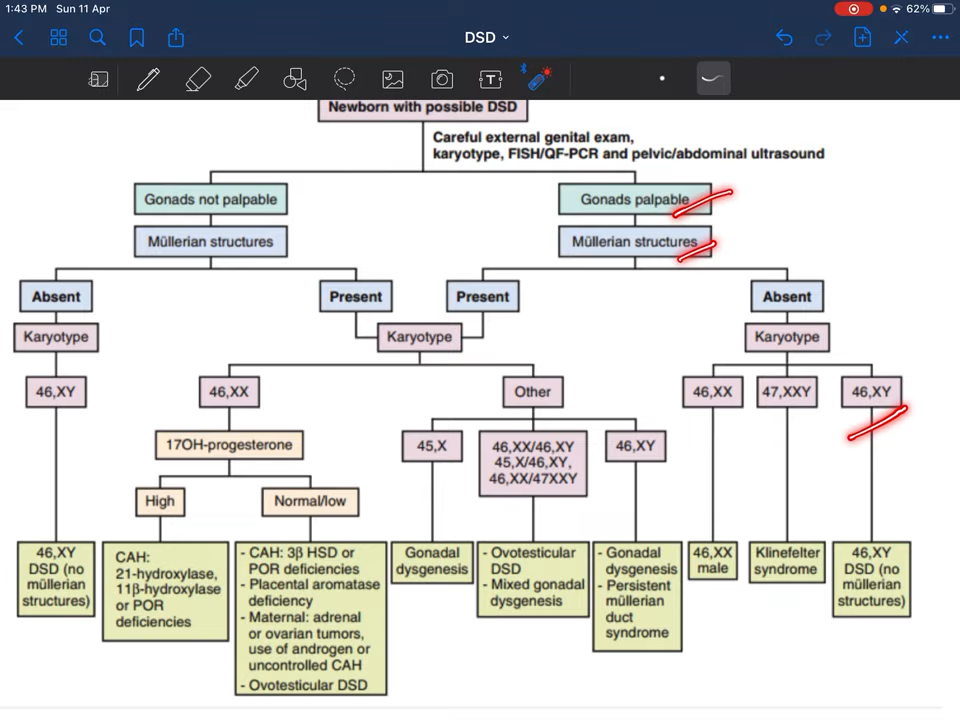 1:43 PM Sun 11 Apr
62%
DSD
T
Newborn with possible DSD
Careful external genital exam,
karyotype, FISH/QF-PCR and pelvic/abdominal ultrasound
Gonads not palpable
Gonads palpable
Müllerian structures
Müllerian structures
Absent
Present
Present
Absent
Karyotype
Karyotype
Karyotype
46,XY
46,XX
Other
46,XX
47,XXY
46,XY
17OH-progesterone
45,X
46,XX/46,XY
45,X/46,XY,
46,XX/47XXY
46,XY
High
Normal/low
46,XY
DSD (no
müllerian
structures)
CAH:
21-hydroxylase,
11β-hydroxylase
or POR
deficiencies
- CAH: 3β HSD or
POR deficiencies
- Placental aromatase
deficiency
- Maternal: adrenal
or ovarian tumors,
use of androgen or
uncontrolled CAH
- Ovotesticular DSD
Gonadal
dysgenesis
- Ovotesticular
DSD
- Mixed gonadal
dysgenesis
- Gonadal
dysgenesis
- Persistent
müllerian
duct
syndrome
46,XX
male
Klinefelter
syndrome
46,XY
DSD (no
müllerian
structures)